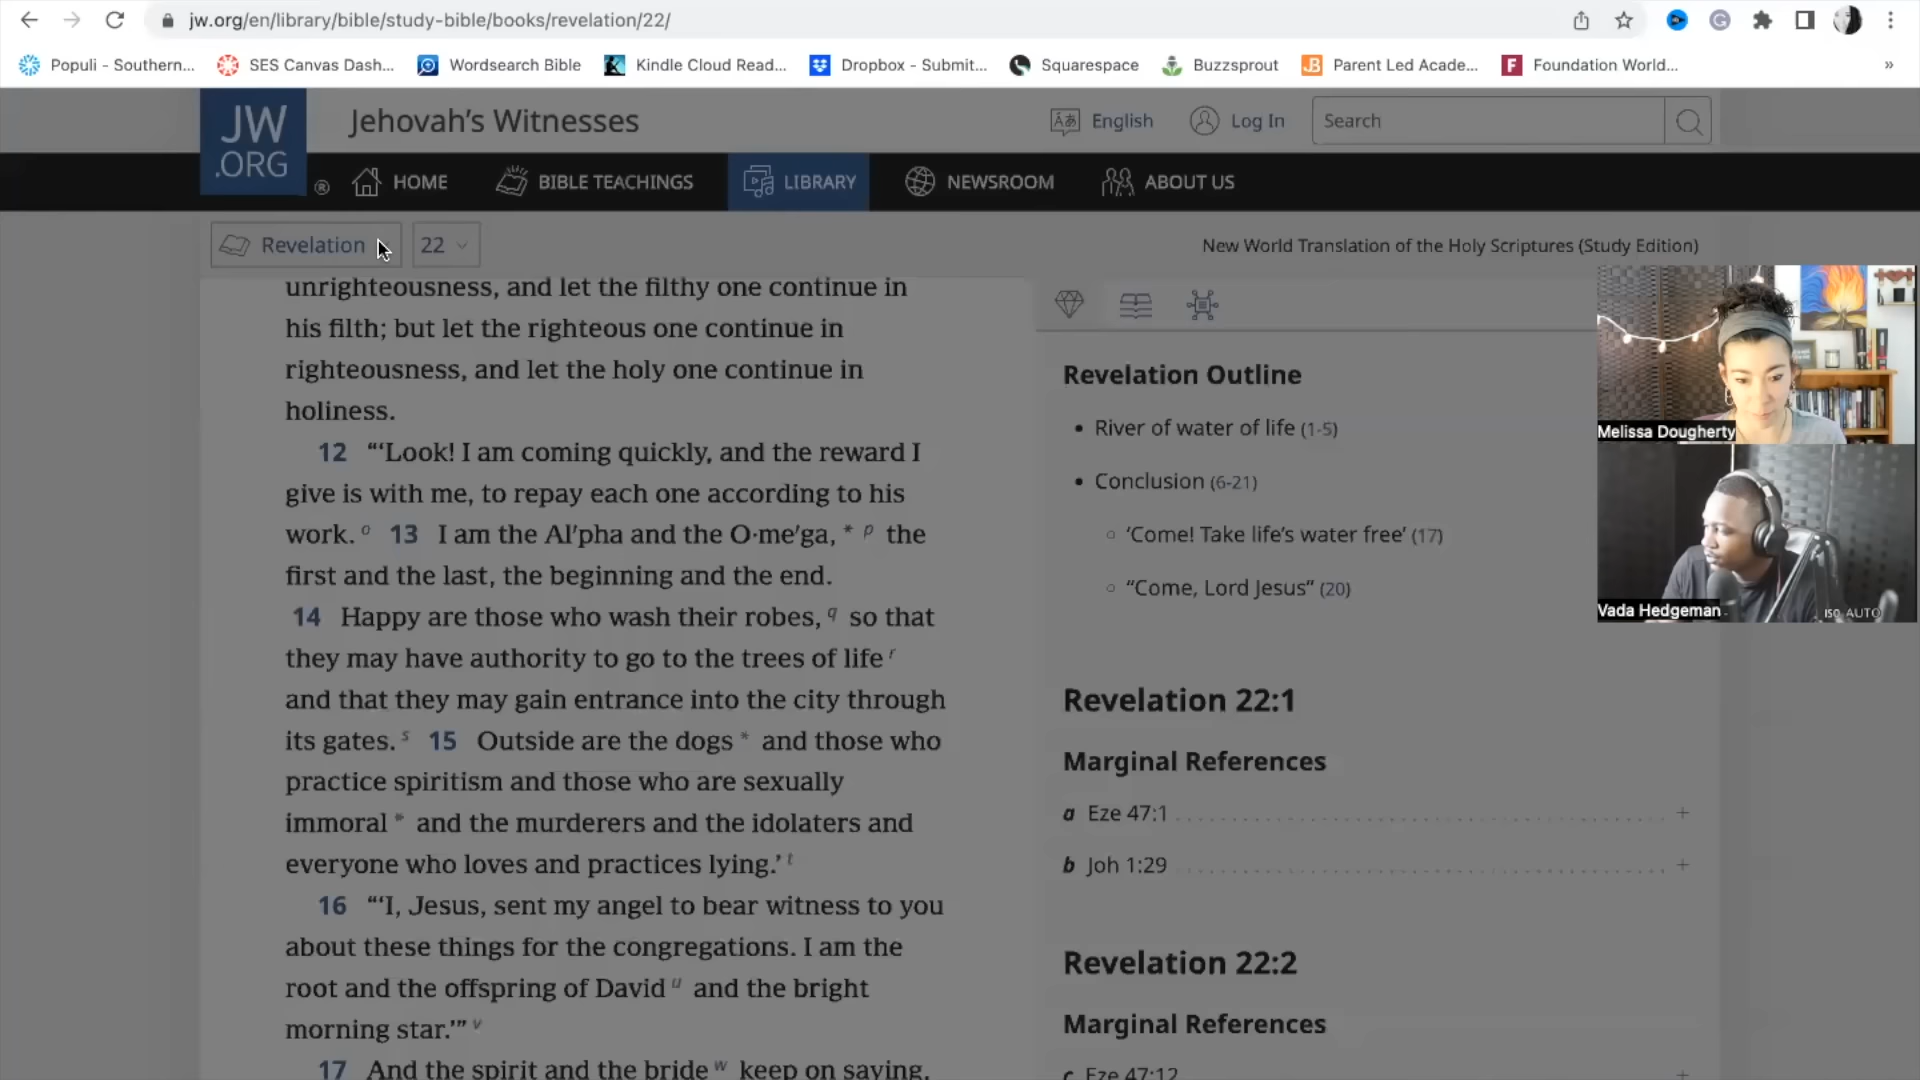 jw.org/en/library/bible/study-bible/books/revelation/22/
Populi - Southern... SES Canvas Dash... Wordsearch Bible Kindle Cloud Read... Dropbox - Submit... Squarespace Buzzsprout Parent Led Acade... Foundation World... »
JW
.ORG
®
Jehovah's Witnesses
English
Log In
Search
HOME BIBLE TEACHINGS LIBRARY NEWSROOM ABOUT US
Revelation 22
New World Translation of the Holy Scriptures (Study Edition)
unrighteousness, and let the filthy one continue in
his filth; but let the righteous one continue in
righteousness, and let the holy one continue in
holiness.
12 “‘Look! I am coming quickly, and the reward I
give is with me, to repay each one according to his
work. o 13 I am the Al′pha and the O·me′ga, * p the
first and the last, the beginning and the end.
14 Happy are those who wash their robes, q so that
they may have authority to go to the trees of life r
and that they may gain entrance into the city through
its gates. s 15 Outside are the dogs * and those who
practice spiritism and those who are sexually
immoral * and the murderers and the idolaters and
everyone who loves and practices lying.’ t
16 “‘I, Jesus, sent my angel to bear witness to you
about these things for the congregations. I am the
root and the offspring of David u and the bright
morning star.’” v
17 And the spirit and the bride w keep on saying,
Revelation Outline
• River of water of life (1-5)
• Conclusion (6-21)
○ ‘Come! Take life’s water free’ (17)
○ “Come, Lord Jesus” (20)
Revelation 22:1
Marginal References
a Eze 47:1 +
b Joh 1:29 +
Revelation 22:2
Marginal References
c Eze 47:12 +
Melissa Dougherty
Vada Hedgeman
ISO AUTO